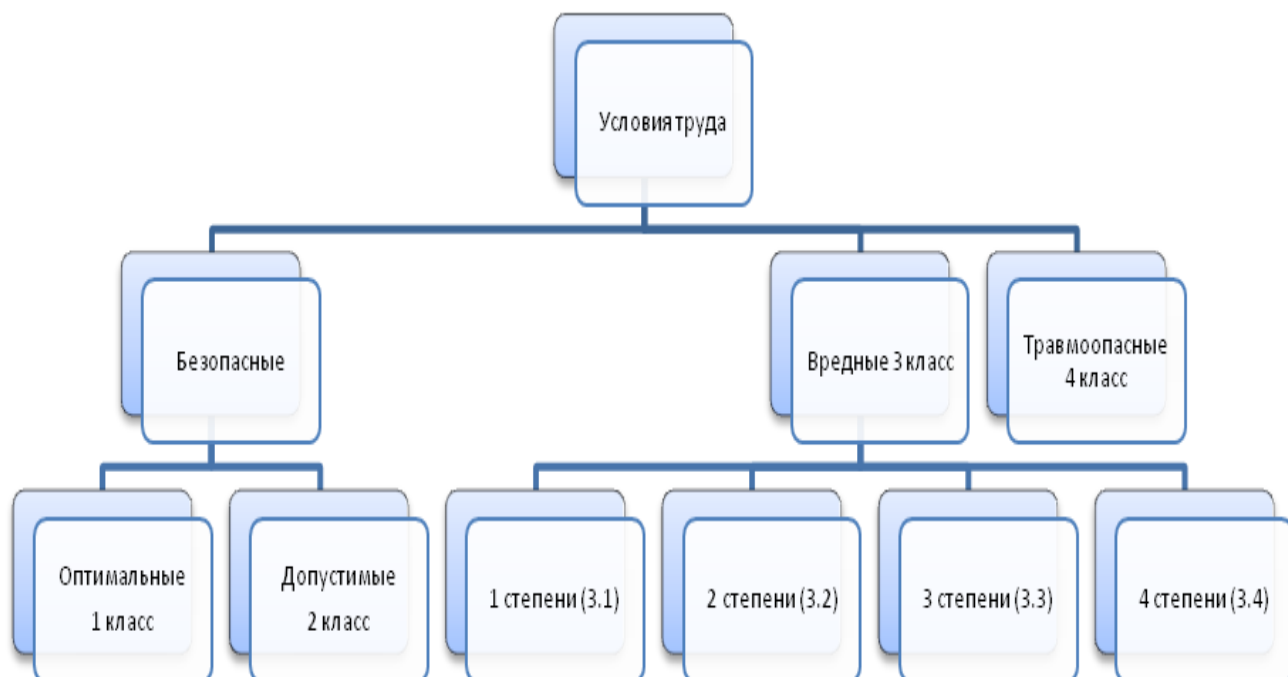 Условия труда
Безопасные
Вредные 3 класс
Травмоопасные
4 класс
Оптимальные
1 класс
Допустимые
2 класс
1 степени (3.1)
2 степени (3.2)
3 степени (3.3)
4 степени (3.4)